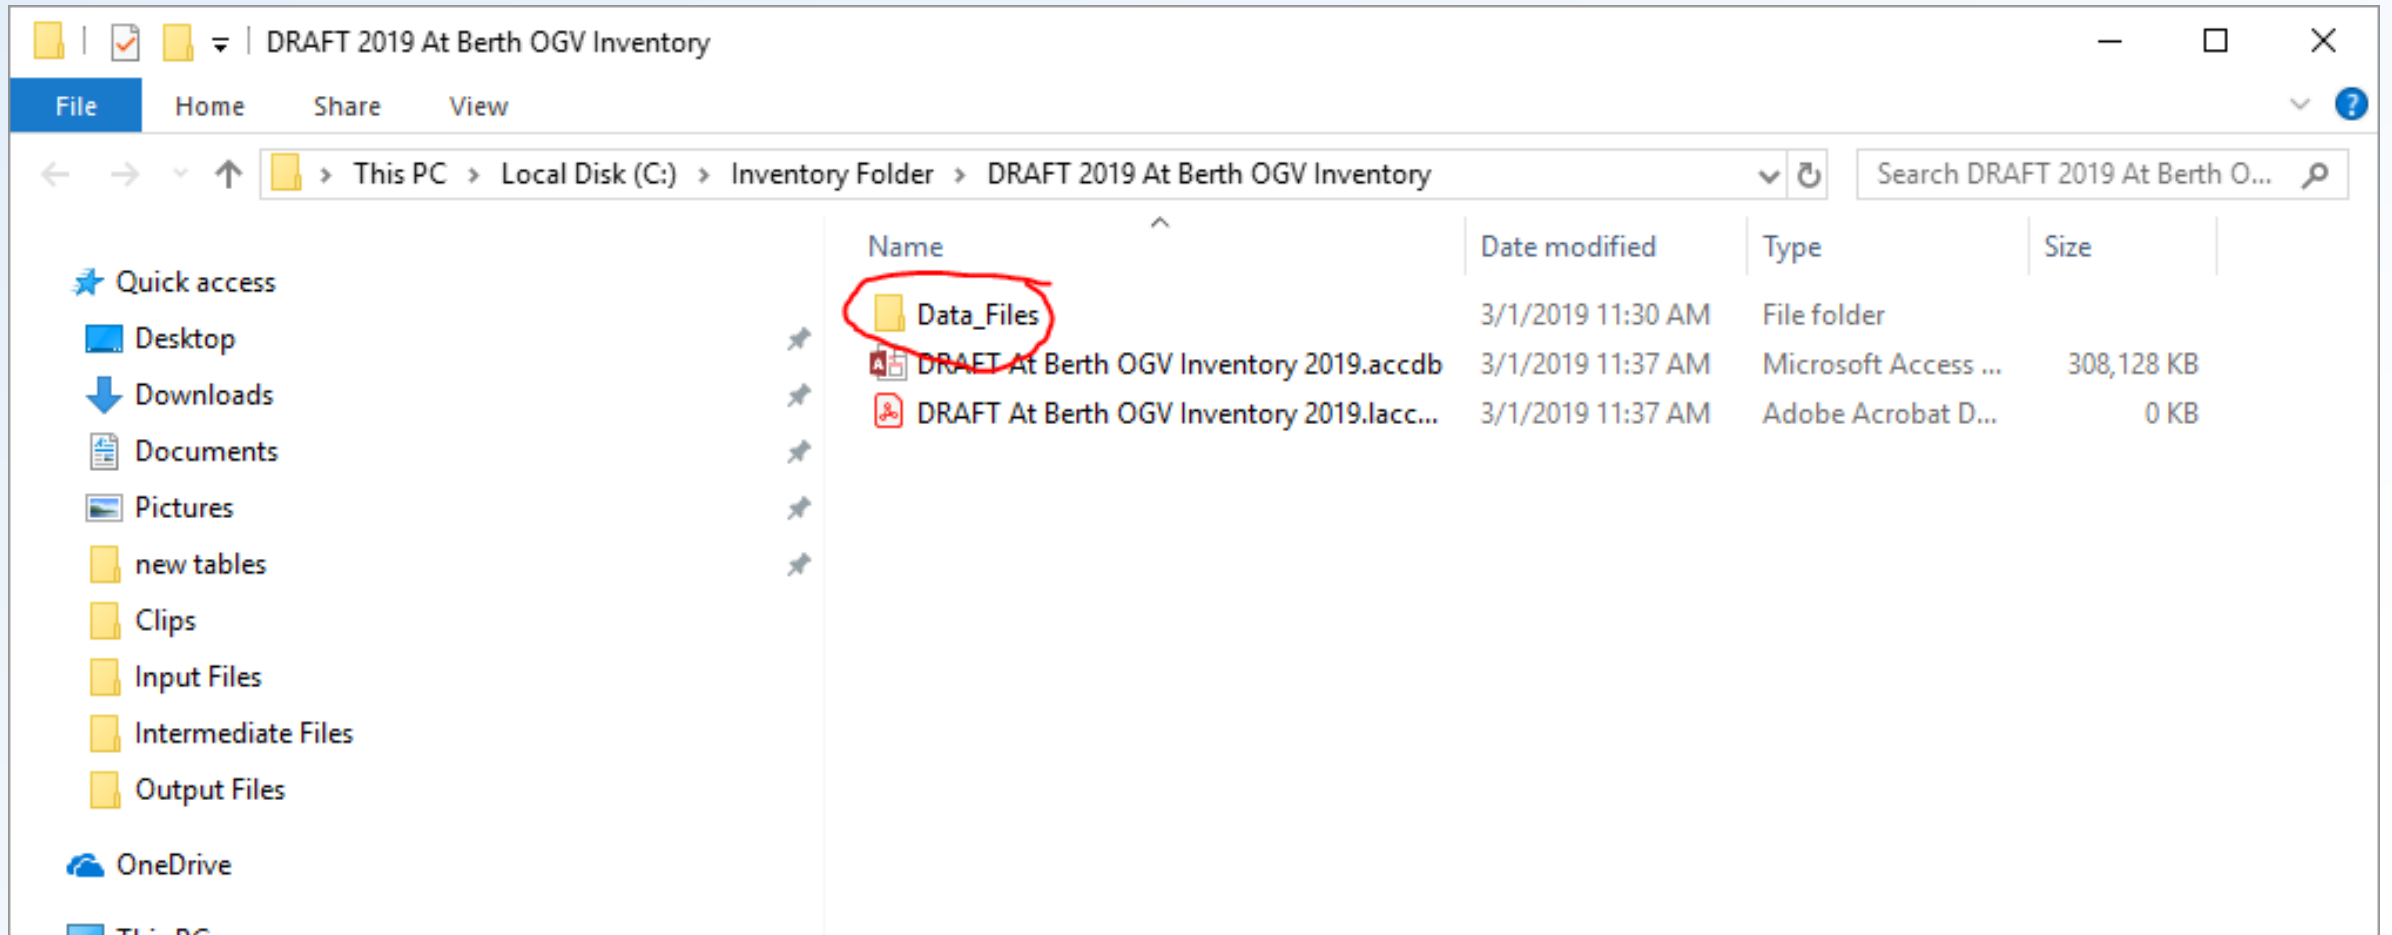 DRAFT 2019 At Berth OGV Inventory
File Home Share View
This PC > Local Disk (C:) > Inventory Folder > DRAFT 2019 At Berth OGV Inventory Search DRAFT 2019 At Berth O...
Name Date modified Type Size
Quick access
Desktop
Downloads
Documents
Pictures
new tables
Clips
Input Files
Intermediate Files
Output Files
OneDrive
This PC
Data_Files 3/1/2019 11:30 AM File folder
DRAFT At Berth OGV Inventory 2019.accdb 3/1/2019 11:37 AM Microsoft Access ... 308,128 KB
DRAFT At Berth OGV Inventory 2019.lacc... 3/1/2019 11:37 AM Adobe Acrobat D... 0 KB